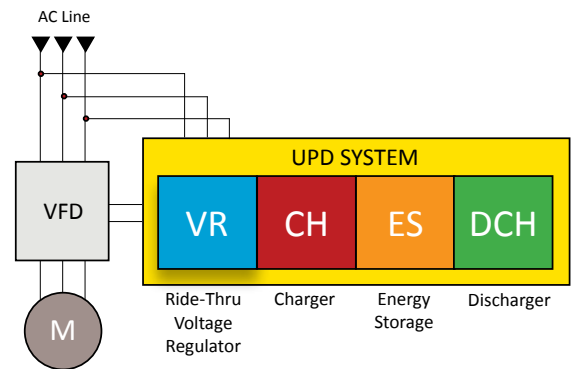 AC Line
UPD SYSTEM
VFD
VR
CH
ES
DCH
Ride-Thru
Voltage
Regulator
Charger
Energy
Storage
Discharger
M